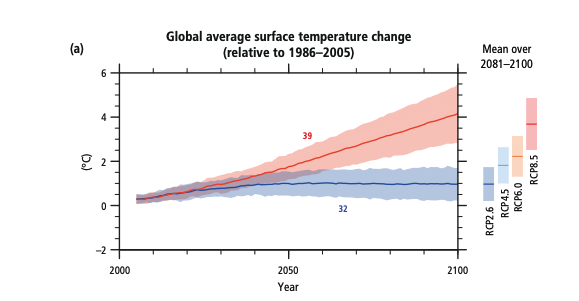 Global average surface temperature change
(relative to 1986–2005)
(a)
Mean over
2081–2100
6
4
2
0
−2
(°C)
39
32
2000
2050
2100
Year
RCP2.6
RCP4.5
RCP6.0
RCP8.5